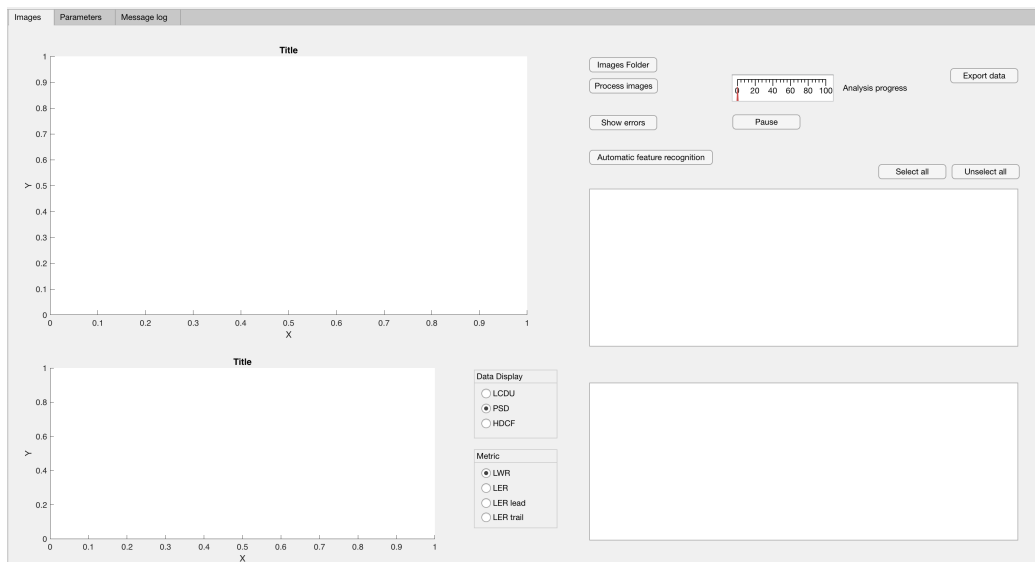 Images Parameters Message log
Title
1
0.9
0.8
0.7
0.6
0.5
0.4
0.3
0.2
0.1
0
Y
0 0.1 0.2 0.3 0.4 0.5 0.6 0.7 0.8 0.9 1
X
Images Folder
Process images
0 20 40 60 80 100
Analysis progress
Export data
Show errors
Pause
Automatic feature recognition
Select all
Unselect all
Title
1
0.8
0.6
0.4
0.2
0
Y
0 0.1 0.2 0.3 0.4 0.5 0.6 0.7 0.8 0.9 1
X
Data Display
LCDU
PSD
HDCF
Metric
LWR
LER
LER lead
LER trail